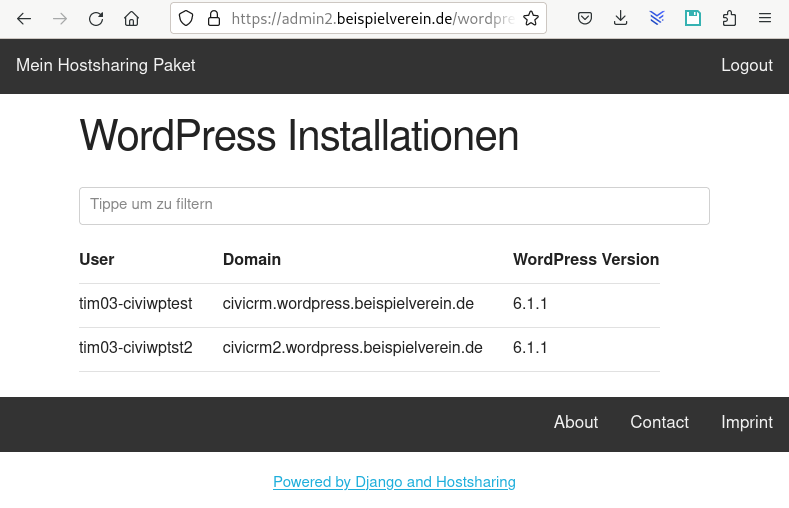 https://admin2.beispielverein.de/wordpre
Mein Hostsharing Paket Logout
WordPress Installationen
Tippe um zu filtern
User Domain WordPress Version
tim03-civiwptest civicrm.wordpress.beispielverein.de 6.1.1
tim03-civiwptst2 civicrm2.wordpress.beispielverein.de 6.1.1
About Contact Imprint
Powered by Django and Hostsharing